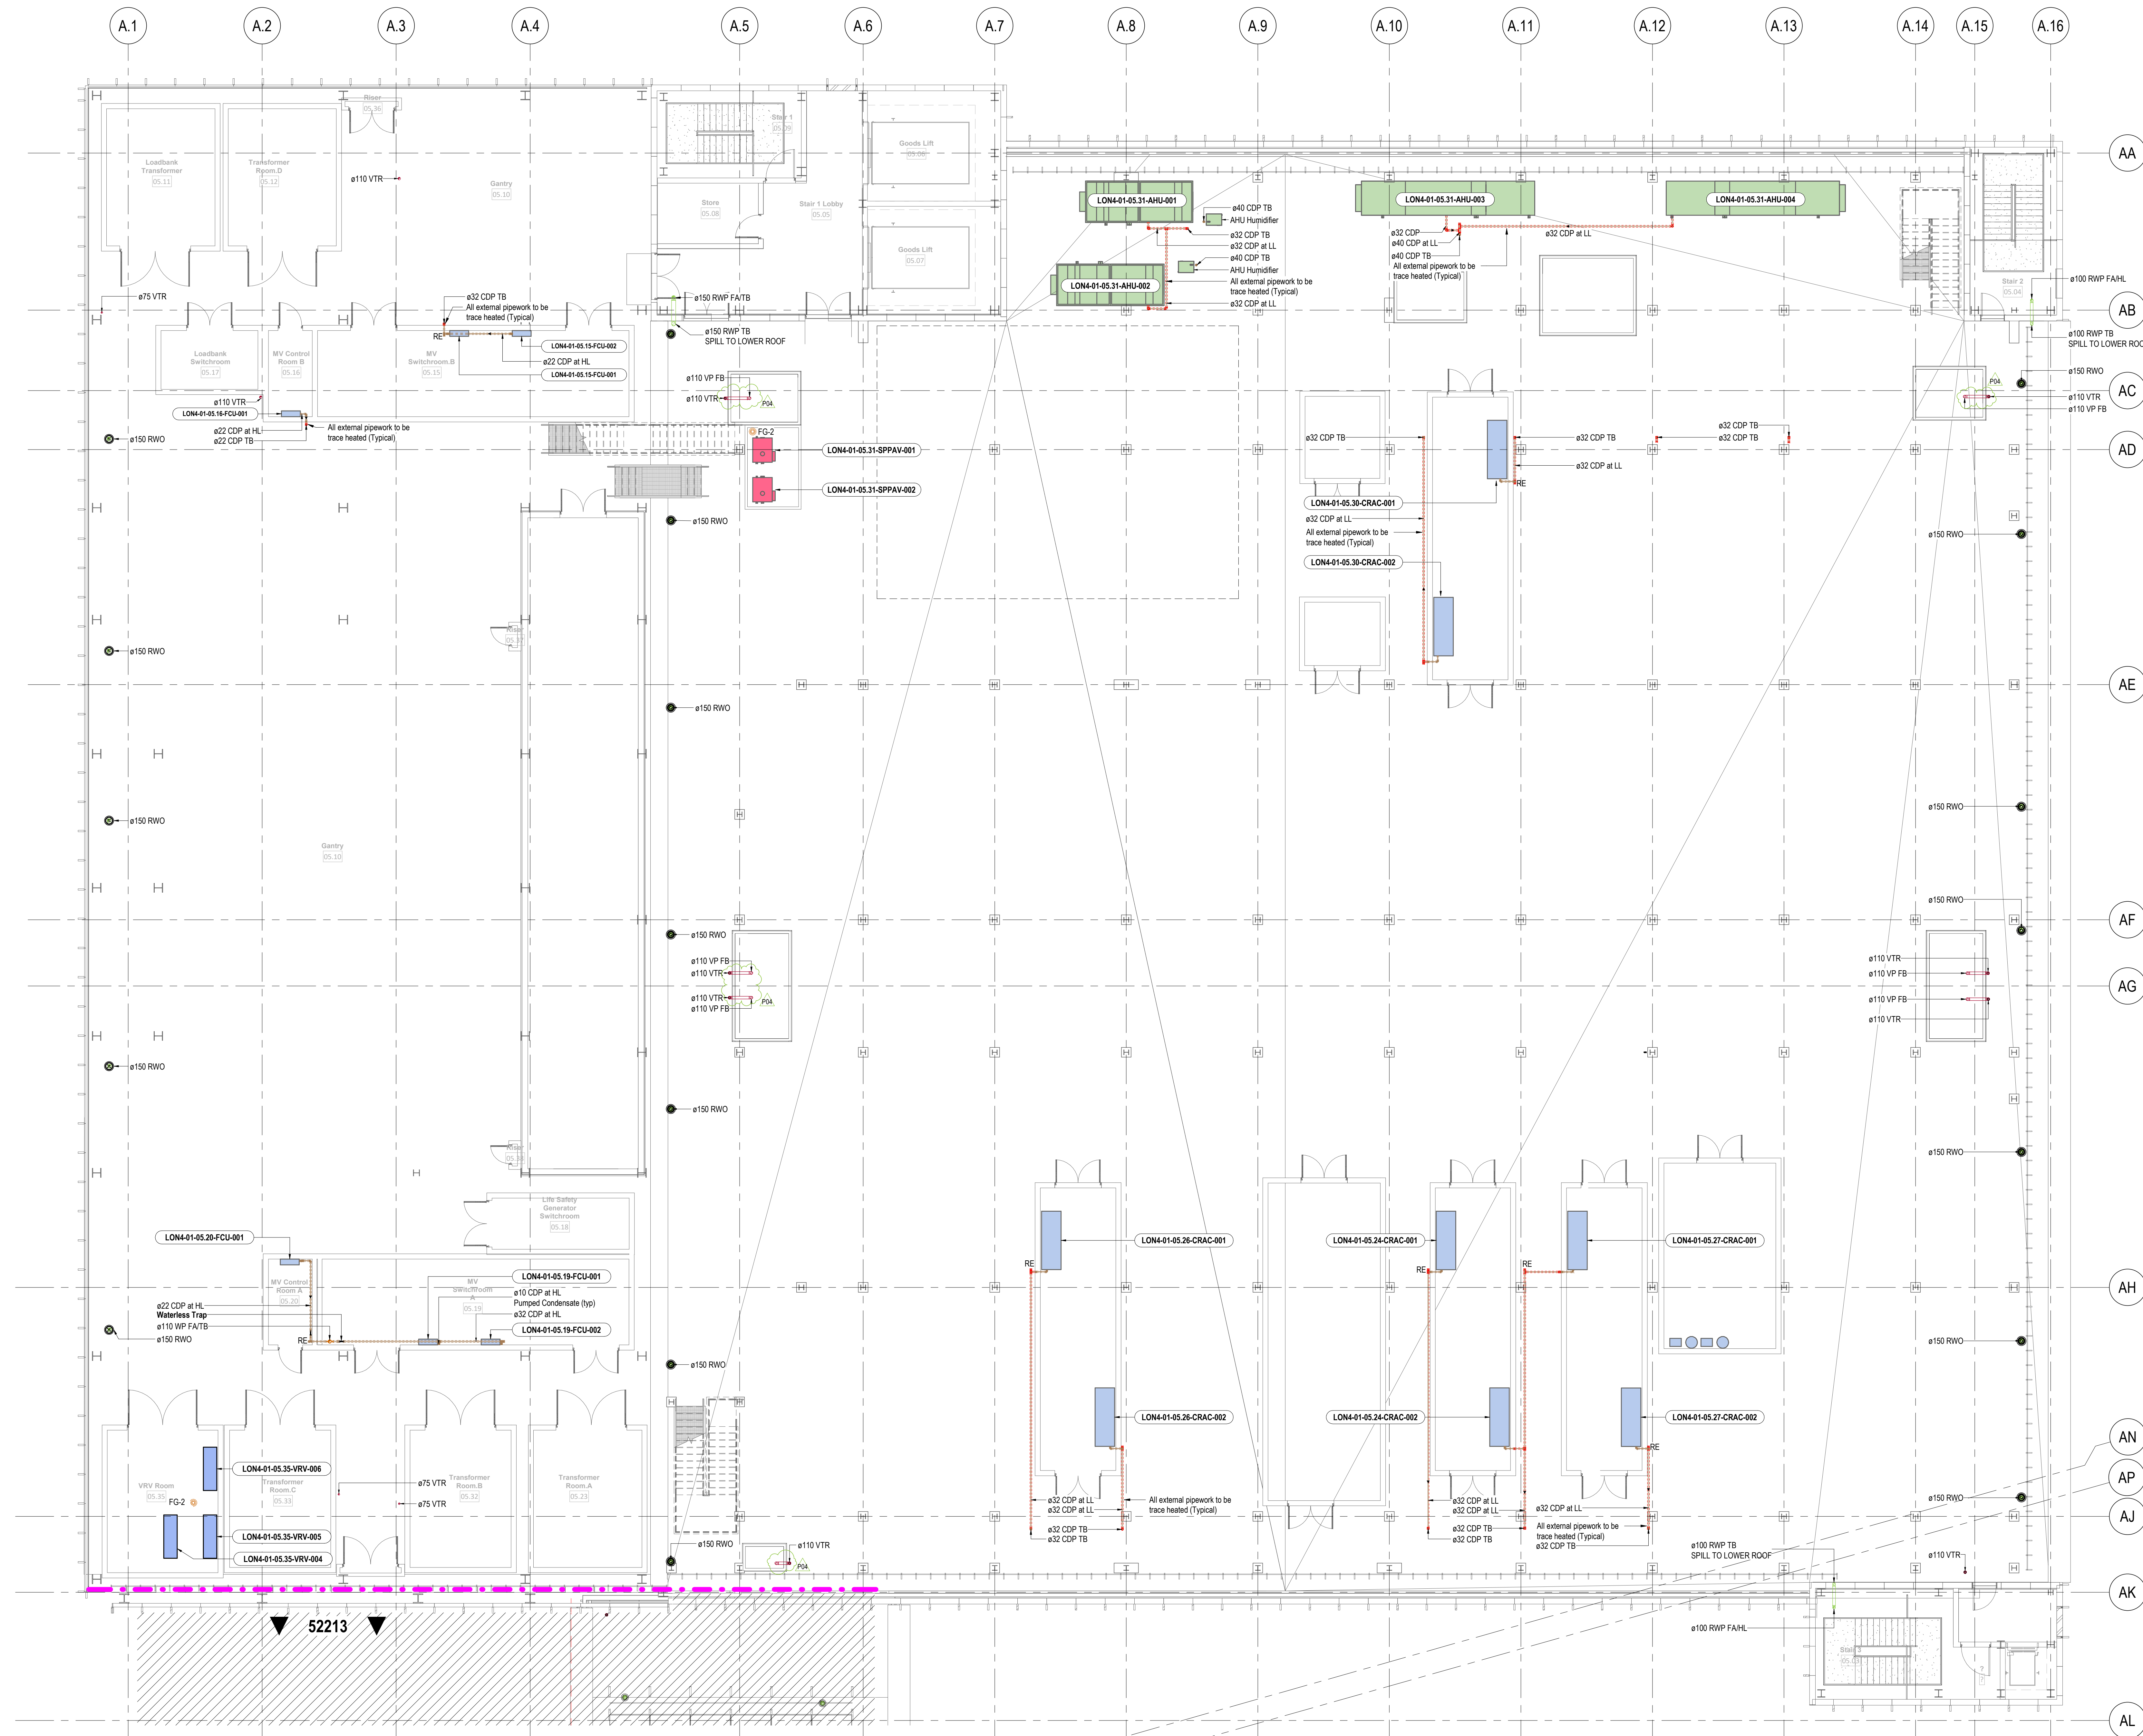 A.1
A.2
A.3
A.4
A.5
A.6
A.7
A.8
A.9
A.10
A.11
A.12
A.13
A.14
A.15
A.16
AA
AB
AC
AD
AE
AF
AG
AH
AN
AP
AJ
AK
AL
Riser
05.36
Loadbank
Transformer
05.11
Transformer
Room.D
05.12
ø110 VTR
Gantry
05.10
Stair 1
05.09
Store
05.08
Stair 1 Lobby
05.05
Goods Lift
05.06
Goods Lift
05.07
LON4-01-05.31-AHU-001
ø40 CDP TB
AHU Humidifier
ø32 CDP TB
ø32 CDP at LL
ø40 CDP TB
AHU Humidifier
All external pipework to be
trace heated (Typical)
ø32 CDP at LL
LON4-01-05.31-AHU-002
LON4-01-05.31-AHU-003
ø32 CDP
ø40 CDP at LL
ø40 CDP TB
All external pipework to be
trace heated (Typical)
ø32 CDP at LL
LON4-01-05.31-AHU-004
Stair 2
05.04
ø100 RWP FA/HL
ø100 RWP TB
SPILL TO LOWER ROO
ø75 VTR
ø32 CDP TB
All external pipework to be
trace heated (Typical)
RE
LON4-01-05.15-FCU-002
ø22 CDP at HL
LON4-01-05.15-FCU-001
Loadbank
Switchroom
05.17
MV Control
Room B
05.16
MV
Switchroom.B
05.15
ø150 RWP FA/TB
ø150 RWP TB
SPILL TO LOWER ROOF
ø110 VTR
LON4-01-05.16-FCU-001
ø22 CDP at HL
ø22 CDP TB
All external pipework to be
trace heated (Typical)
ø150 RWO
ø110 VP FB
ø110 VTR
P04
FG-2
LON4-01-05.31-SPPAV-001
LON4-01-05.31-SPPAV-002
ø150 RWO
ø32 CDP TB
LON4-01-05.30-CRAC-001
ø32 CDP at LL
All external pipework to be
trace heated (Typical)
LON4-01-05.30-CRAC-002
RE
ø32 CDP TB
ø32 CDP at LL
ø32 CDP TB
ø32 CDP TB
ø150 RWO
P04
ø110 VTR
ø110 VP FB
ø150 RWO
05.37
ø150 RWO
ø150 RWO
ø150 RWO
ø150 RWO
Gantry
05.10
ø150 RWO
ø150 RWO
ø110 VP FB
ø110 VTR
ø110 VTR
ø110 VP FB
P04
ø110 VTR
ø110 VP FB
ø110 VP FB
ø110 VTR
ø150 RWO
ø150 RWO
ø150 RWO
Life Safety
Generator
Switchroom
05.18
LON4-01-05.20-FCU-001
MV Control
Room A
05.20
MV
Switchroom
A
05.19
LON4-01-05.19-FCU-001
ø10 CDP at HL
Pumped Condensate (typ)
ø32 CDP at HL
LON4-01-05.19-FCU-002
ø22 CDP at HL
Waterless Trap
ø110 WP FA/TB
ø150 RWO
RE
ø150 RWO
RE
LON4-01-05.26-CRAC-001
LON4-01-05.26-CRAC-002
LON4-01-05.24-CRAC-001
RE
LON4-01-05.24-CRAC-002
RE
LON4-01-05.27-CRAC-001
LON4-01-05.27-CRAC-002
RE
ø150 RWO
VRV Room
05.35
FG-2
LON4-01-05.35-VRV-006
Transformer
Room.C
05.33
LON4-01-05.35-VRV-005
LON4-01-05.35-VRV-004
ø75 VTR
ø75 VTR
Transformer
Room.B
05.32
Transformer
Room.A
05.23
ø32 CDP at LL
ø32 CDP at LL
ø32 CDP TB
ø32 CDP TB
All external pipework to be
trace heated (Typical)
ø32 CDP at LL
ø32 CDP at LL
ø32 CDP TB
ø32 CDP TB
ø32 CDP at LL
All external pipework to be
trace heated (Typical)
ø32 CDP TB
ø150 RWO
ø150 RWO
ø110 VTR
P04
ø100 RWP TB
SPILL TO LOWER ROOF
ø110 VTR
52213
ø100 RWP FA/HL
Stair 3
05.03